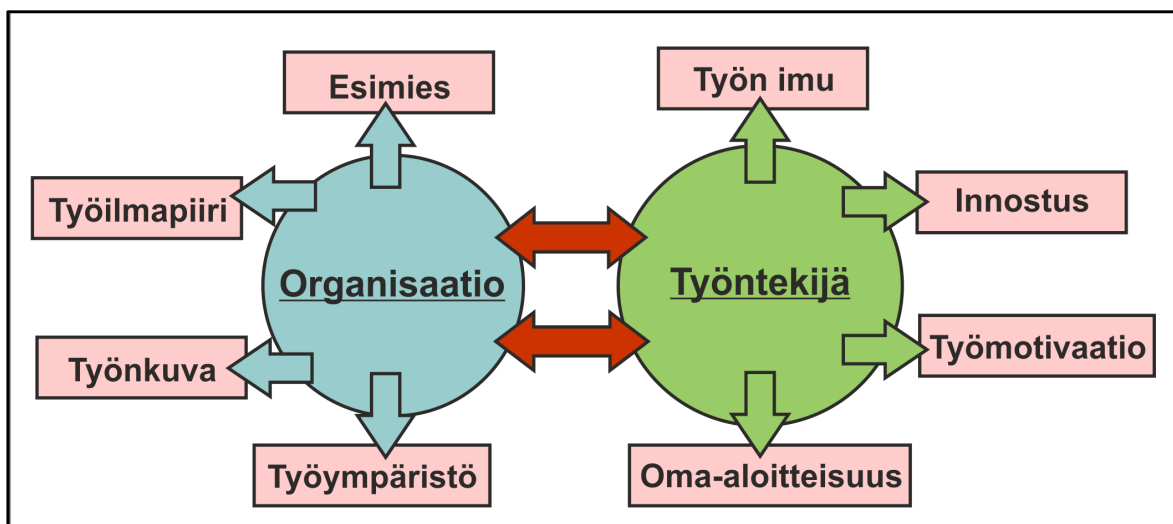 Esimies
Työn imu
Työilmapiiri
Innostus
Organisaatio
Työntekijä
Työnkuva
Työmotivaatio
Työympäristö
Oma-aloitteisuus